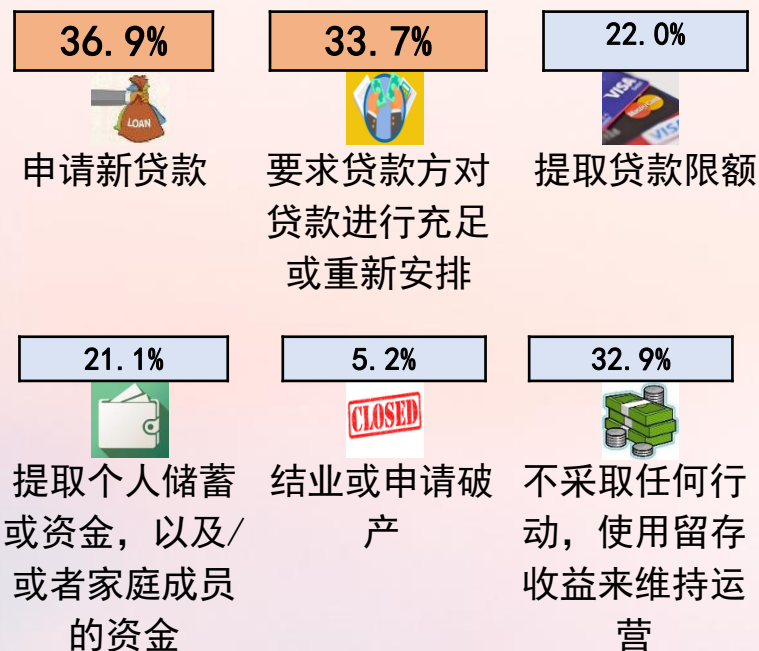 36.9%
33.7%
22.0%
LOAN
VISA
MasterCard
VISA
申请新贷款
要求贷款方对
贷款进行充足
或重新安排
提取贷款限额
21.1%
5.2%
32.9%
CLOSED
提取个人储蓄
或资金，以及/
或者家庭成员
的资金
结业或申请破
产
不采取任何行
动，使用留存
收益来维持运
营